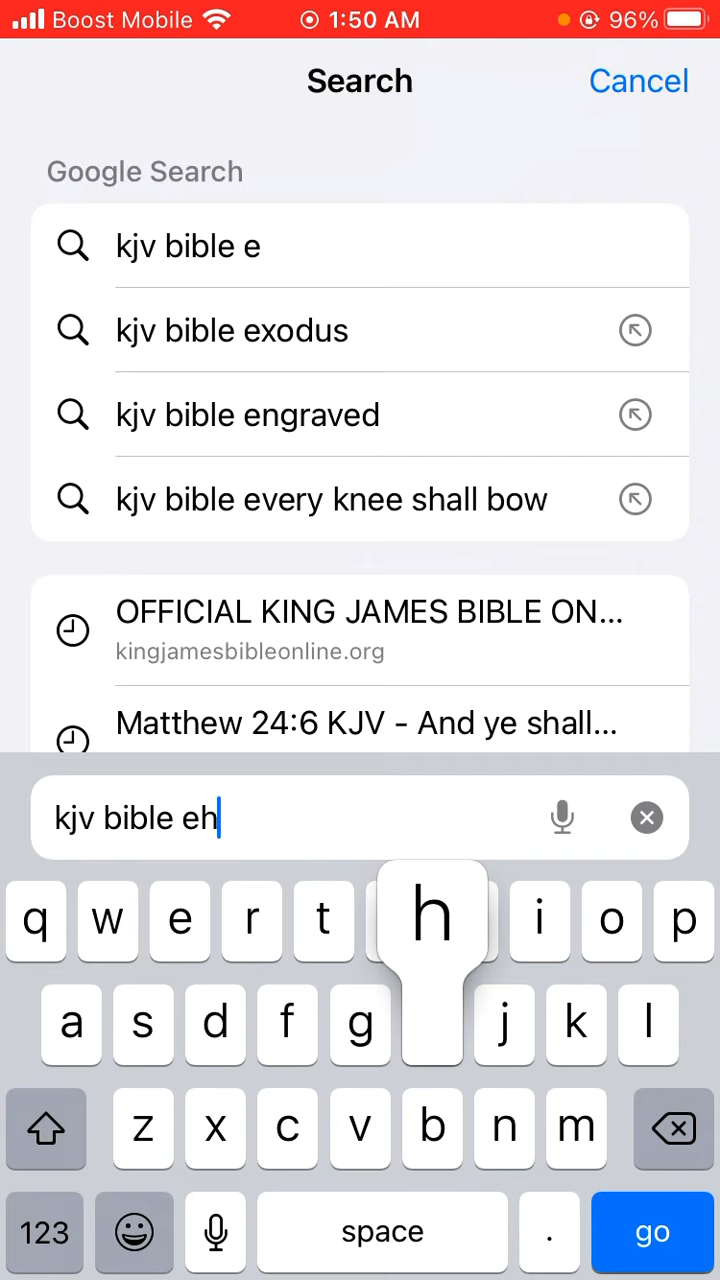 Boost Mobile 1:50 AM 96%
Search Cancel
Google Search
kjv bible e
kjv bible exodus
kjv bible engraved
kjv bible every knee shall bow
OFFICIAL KING JAMES BIBLE ON...
kingjamesbibleonline.org
Matthew 24:6 KJV - And ye shall...
kjv bible eh
q w e r t h i o p
a s d f g j k l
z x c v b n m
123 space . go